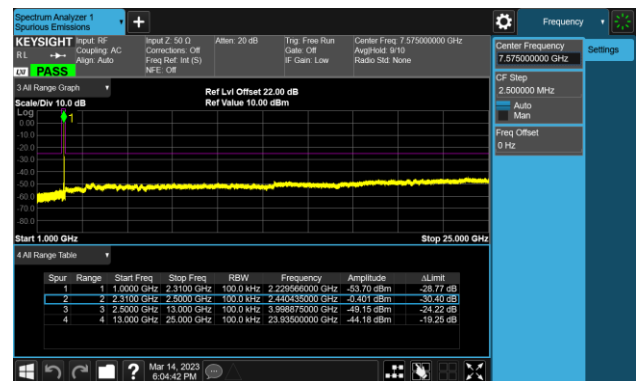 Spectrum Analyzer 1
Spurious Emissions
+
Frequency
KEYSIGHT
RL
PASS
Input: RF
Coupling: AC
Align: Auto
Input Z: 50 Ω
Corrections: Off
Freq Ref: Int (S)
NFE: Off
Atten: 20 dB
Trig: Free Run
Gate: Off
IF Gain: Low
Center Freq: 7.575000000 GHz
Avg|Hold: 9/10
Radio Std: None
Center Frequency
7.575000000 GHz
Settings
CF Step
2.500000 MHz
Auto
Man
Freq Offset
0 Hz
3 All Range Graph
Scale/Div 10.0 dB
Ref Lvl Offset 22.00 dB
Ref Value 10.00 dBm
Log
0.00
-10.0
-20.0
-30.0
-40.0
-50.0
-60.0
-70.0
-80.0
1
Start 1.000 GHz
Stop 25.000 GHz
4 All Range Table
Spur Range Start Freq Stop Freq RBW Frequency Amplitude ΔLimit
1 1 1.0000 GHz 2.3100 GHz 100.0 kHz 2.229566000 GHz -53.70 dBm -28.77 dB
2 2 2.3100 GHz 2.5000 GHz 100.0 kHz 2.440435000 GHz -0.401 dBm -30.40 dB
3 3 2.5000 GHz 13.000 GHz 100.0 kHz 3.998875000 GHz -49.15 dBm -24.22 dB
4 4 13.000 GHz 25.000 GHz 100.0 kHz 23.93500000 GHz -44.18 dBm -19.25 dB
?
Mar 14, 2023
6:04:42 PM